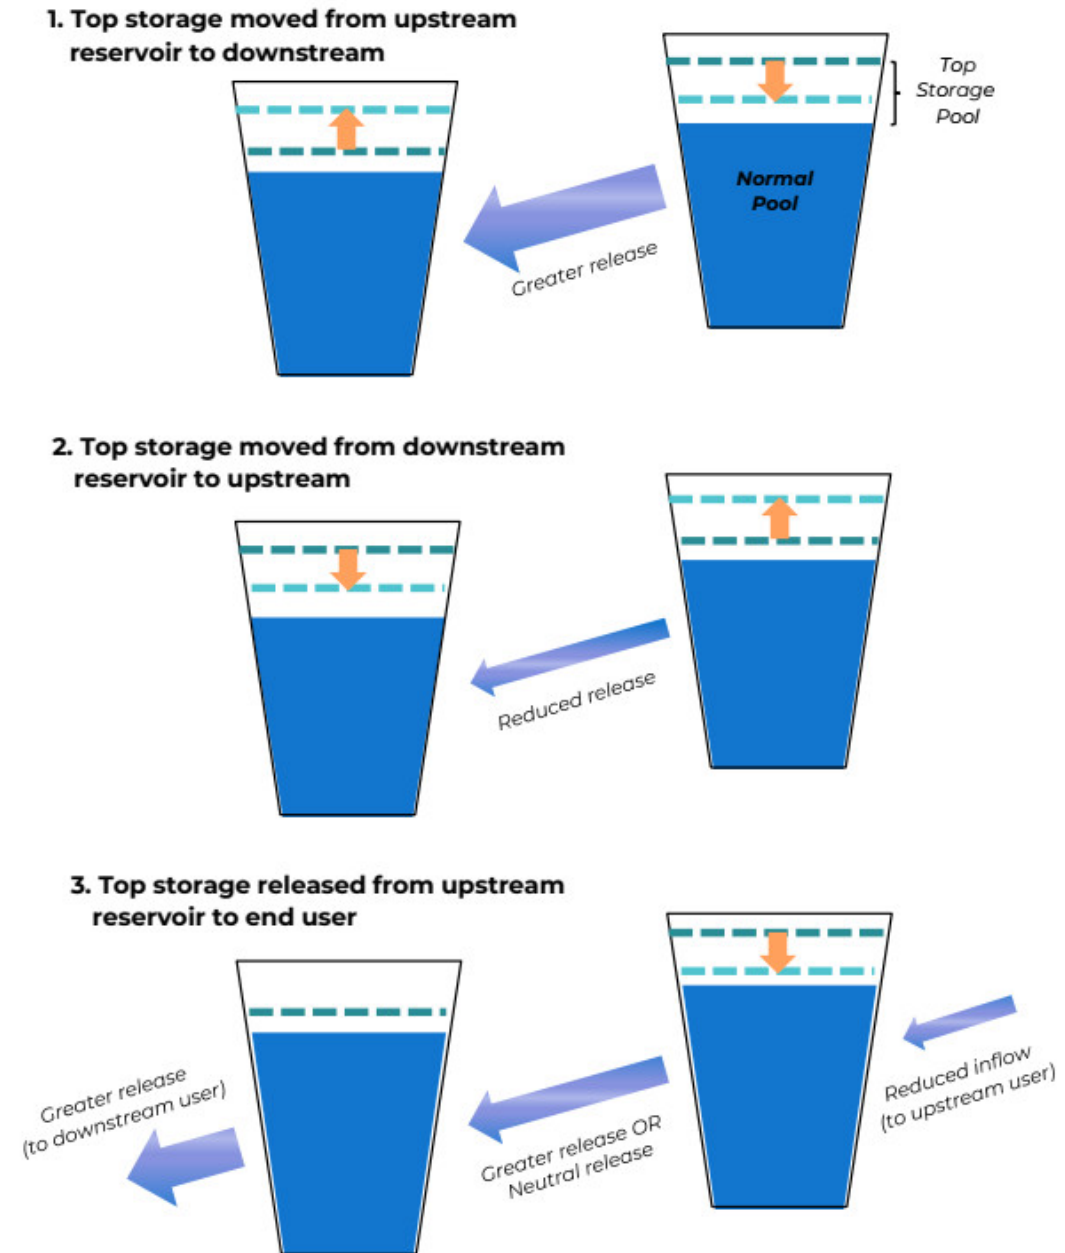 1. Top storage moved from upstream
reservoir to downstream
Top
Storage
Pool
Normal
Pool
Greater release
2. Top storage moved from downstream
reservoir to upstream
Reduced release
3. Top storage released from upstream
reservoir to end user
Greater release
(to downstream user)
Greater release OR
Neutral release
Reduced inflow
(to upstream user)